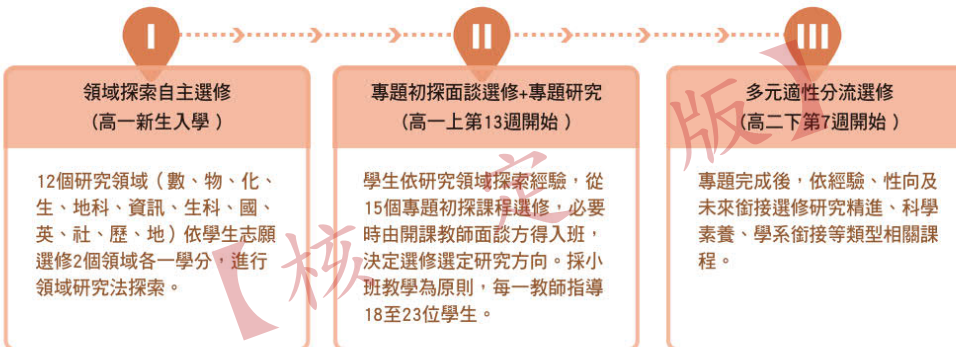 I
II
III
領域探索自主選修
(高一新生入學 )
12個研究領域（數、物、化、
生、地科、資訊、生科、國、
英、社、歷、地）依學生志願
選修2個領域各一學分，進行
領域研究法探索。
專題初探面談選修+專題研究
(高一上第13週開始 )
學生依研究領域探索經驗，從
15個專題初探課程選修，必要
時由開課教師面談方得入班，
決定選修選定研究方向。採小
班教學為原則，每一教師指導
18至23位學生。
多元適性分流選修
(高二下第7週開始 )
專題完成後，依經驗、性向及
未來銜接選修研究精進、科學
素養、學系銜接等類型相關課
程。
【核定版】